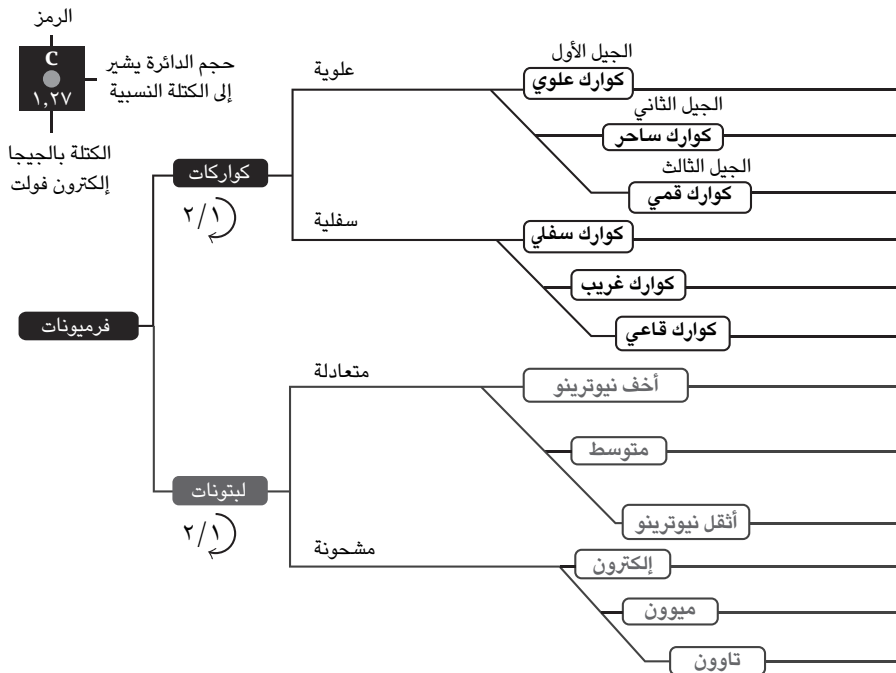 الرمز
C
١,٢٧
حجم الدائرة يشير
إلى الكتلة النسبية
الكتلة بالجيجا
إلكترون فولت
فرميونات
كواركات
٢/١
علوية
الجيل الأول
كوارك علوي
الجيل الثاني
كوارك ساحر
الجيل الثالث
كوارك قمي
سفلية
كوارك سفلي
كوارك غريب
كوارك قاعي
لبتونات
٢/١
متعادلة
أخف نيوترينو
متوسط
أثقل نيوترينو
مشحونة
إلكترون
ميوون
تاوون